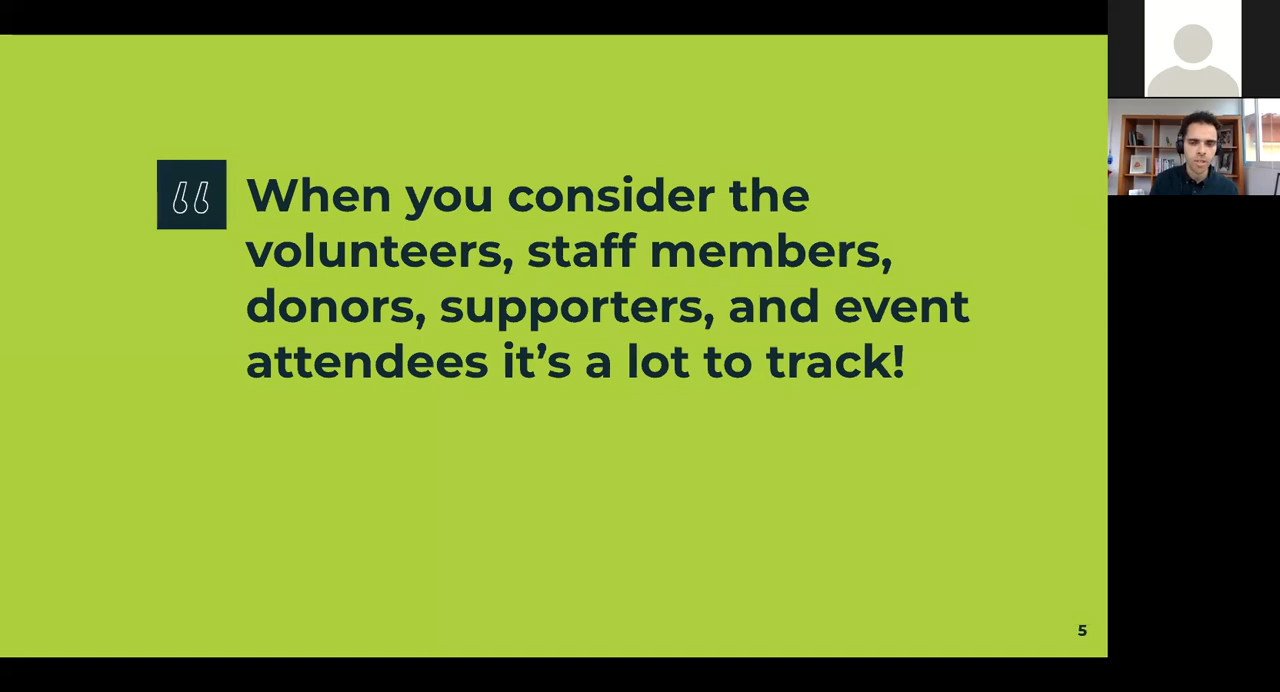 “
When you consider the
volunteers, staff members,
donors, supporters, and event
attendees it’s a lot to track!
5